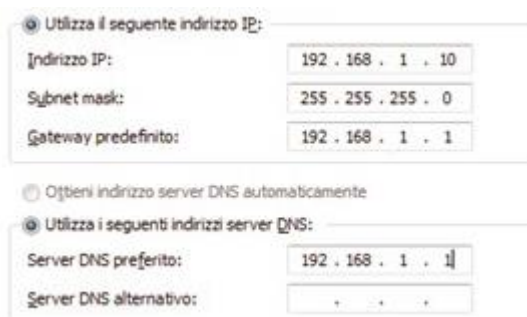 Utilizza il seguente indirizzo IP:
Indirizzo IP: 192 . 168 . 1 . 10
Subnet mask: 255 . 255 . 255 . 0
Gateway predefinito: 192 . 168 . 1 . 1
Ottieni indirizzo server DNS automaticamente
Utilizza i seguenti indirizzi server DNS:
Server DNS preferito: 192 . 168 . 1 . 1
Server DNS alternativo: . . .